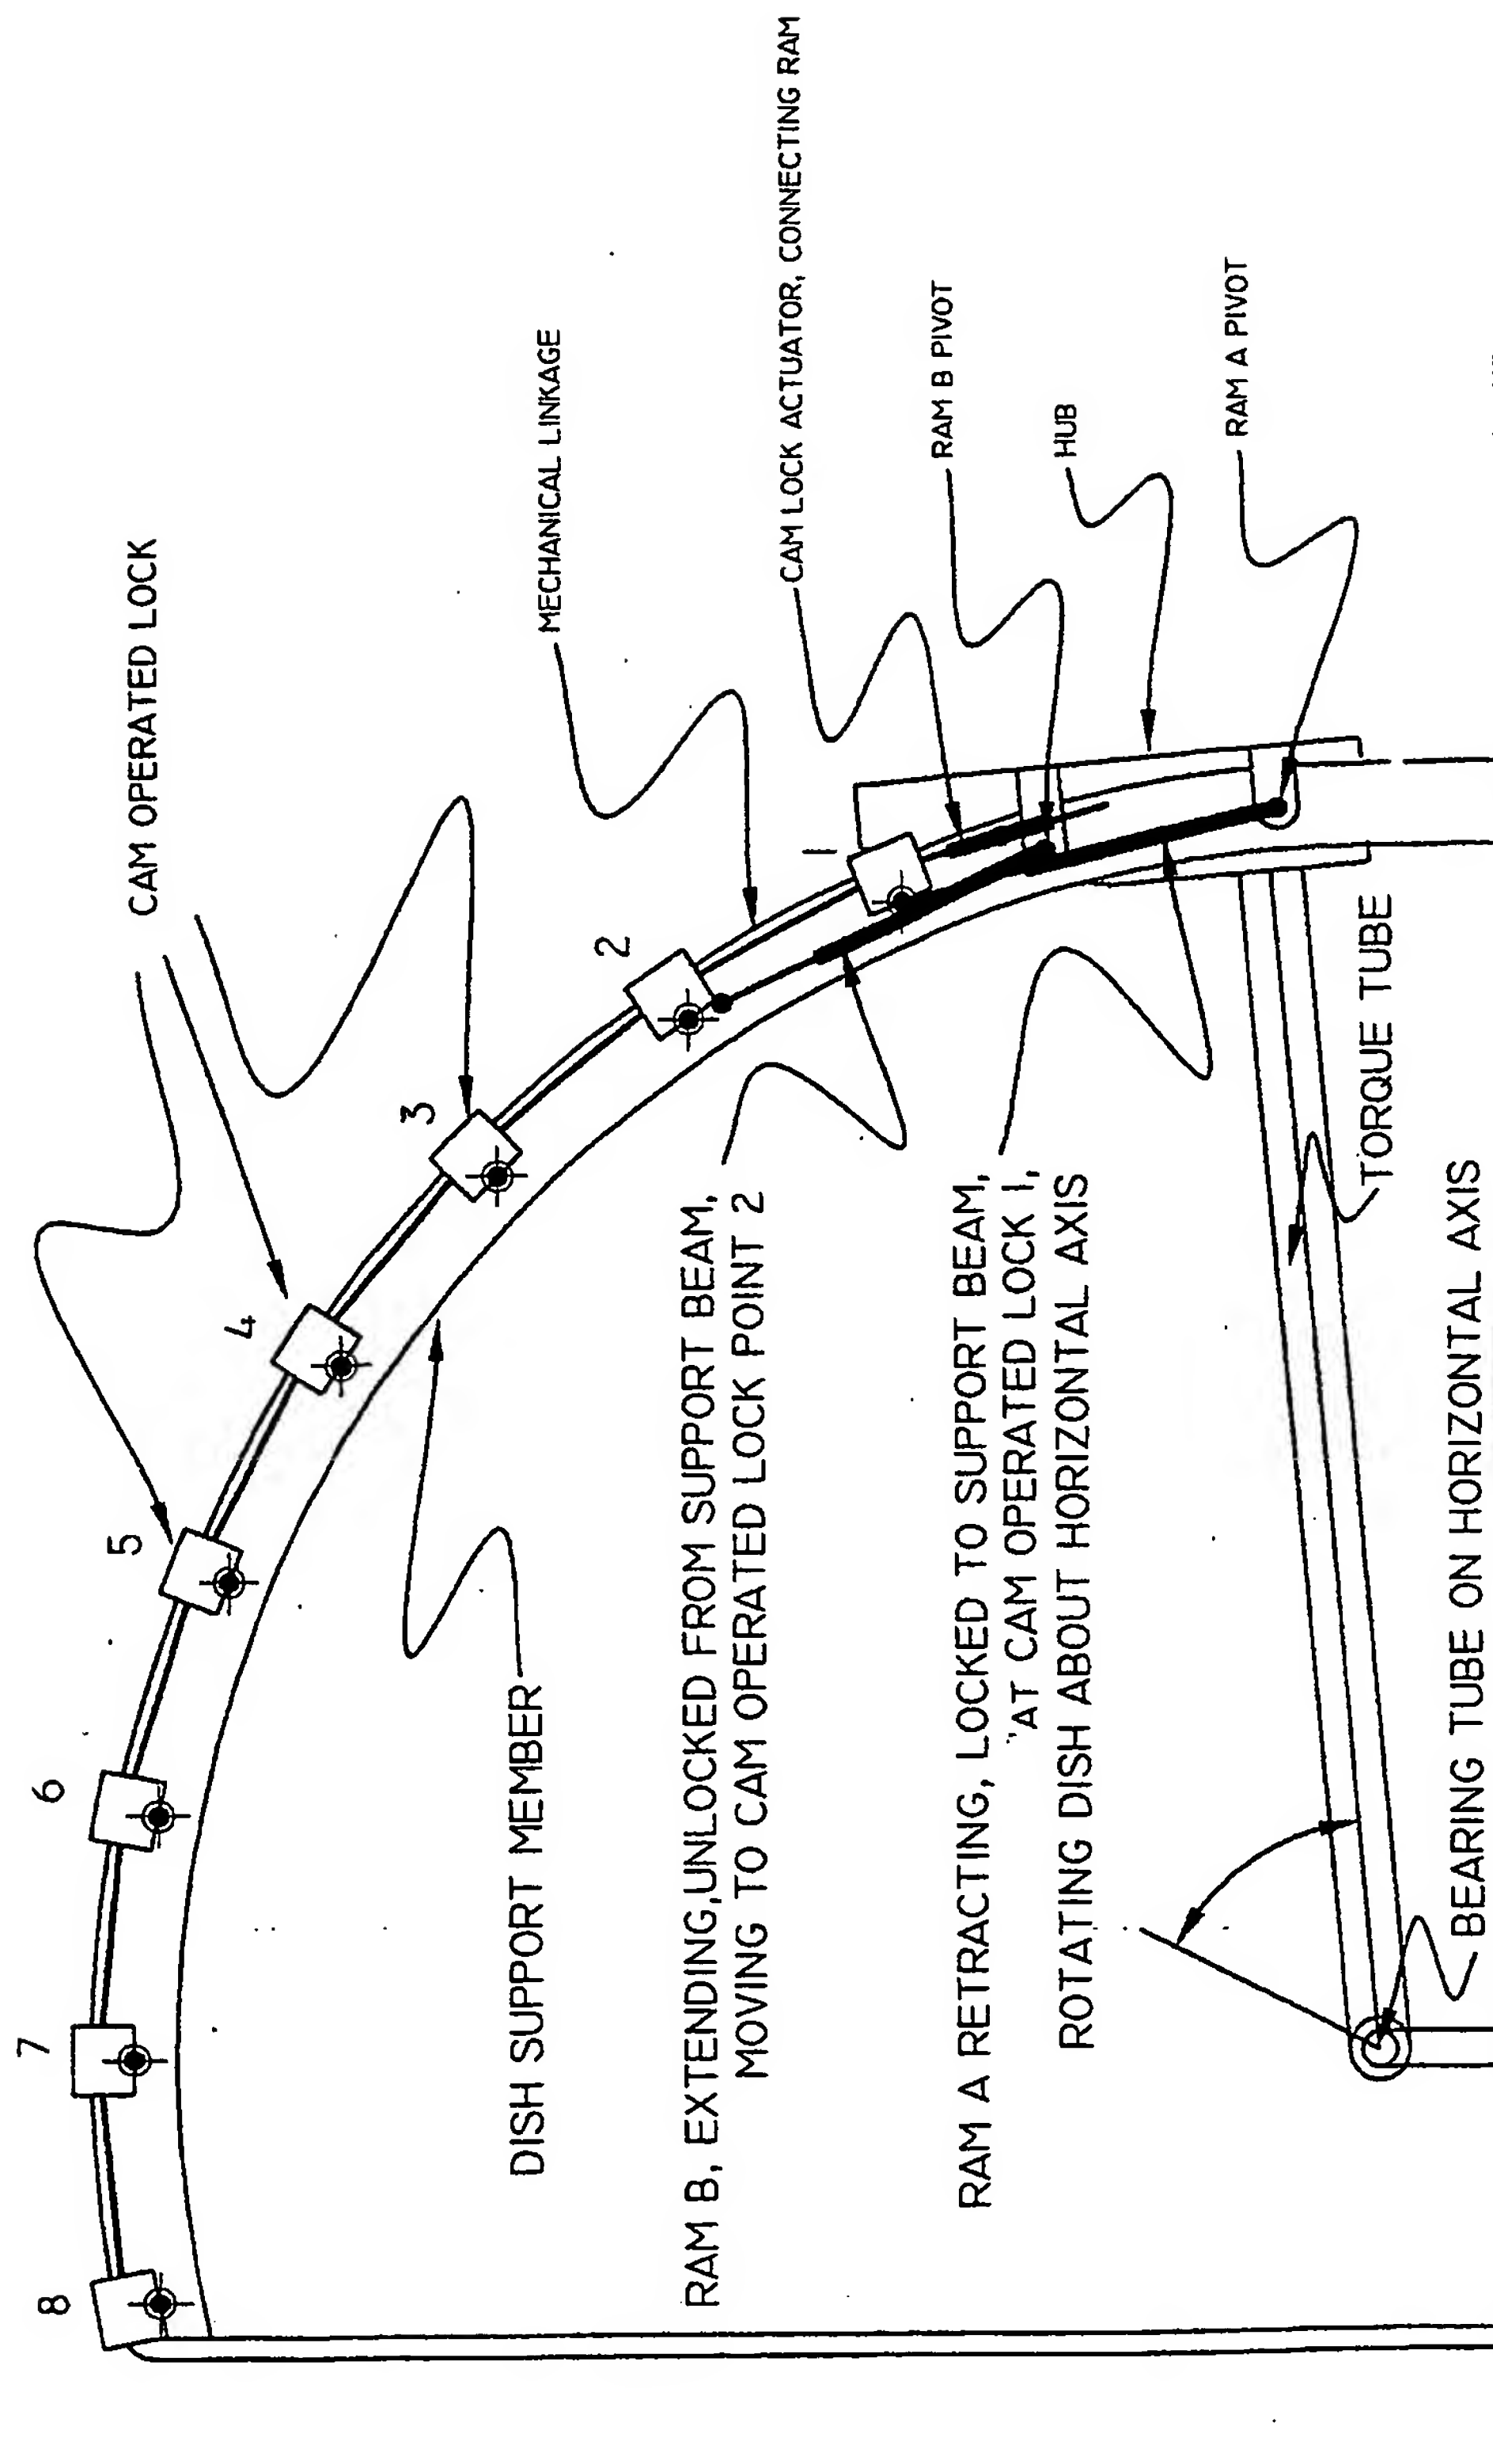 CAM OPERATED LOCK
MECHANICAL LINKAGE
CAM LOCK ACTUATOR, CONNECTING RAM
RAM B PIVOT
HUB
RAM A PIVOT
8
7
6
5
4
3
2
1
DISH SUPPORT MEMBER
RAM B, EXTENDING,UNLOCKED FROM SUPPORT BEAM,
MOVING TO CAM OPERATED LOCK POINT 2
RAM A RETRACTING, LOCKED TO SUPPORT BEAM,
AT CAM OPERATED LOCK 1,
ROTATING DISH ABOUT HORIZONTAL AXIS
TORQUE TUBE
BEARING TUBE ON HORIZONTAL AXIS